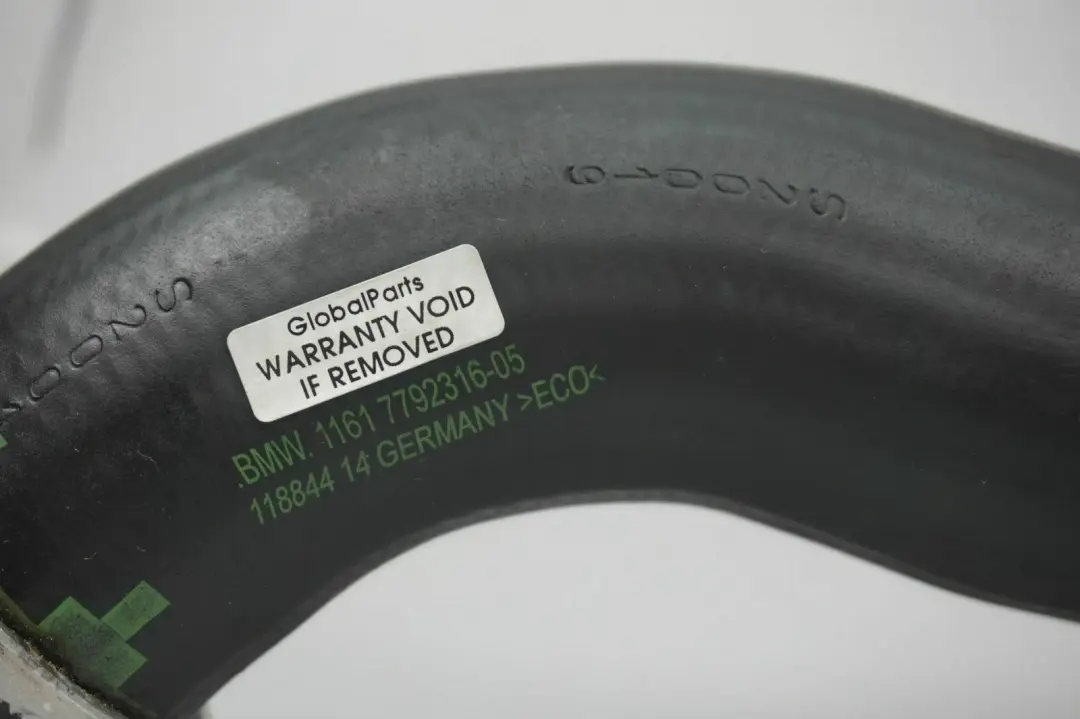 S20019
S200
GlobalParts
WARRANTY VOID
IF REMOVED
.BMW. 1161 7792316-05
118844 14 GERMANY >ECO<